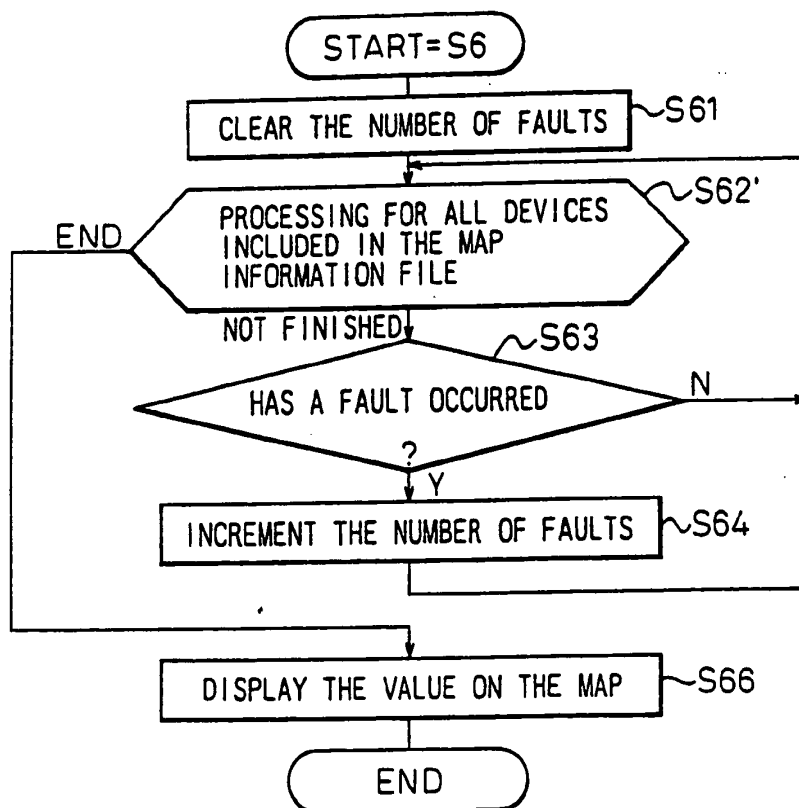 START=S6
CLEAR THE NUMBER OF FAULTS
S61
S62'
PROCESSING FOR ALL DEVICES
INCLUDED IN THE MAP
INFORMATION FILE
END
NOT FINISHED
S63
HAS A FAULT OCCURRED
?
N
Y
INCREMENT THE NUMBER OF FAULTS
S64
DISPLAY THE VALUE ON THE MAP
S66
END